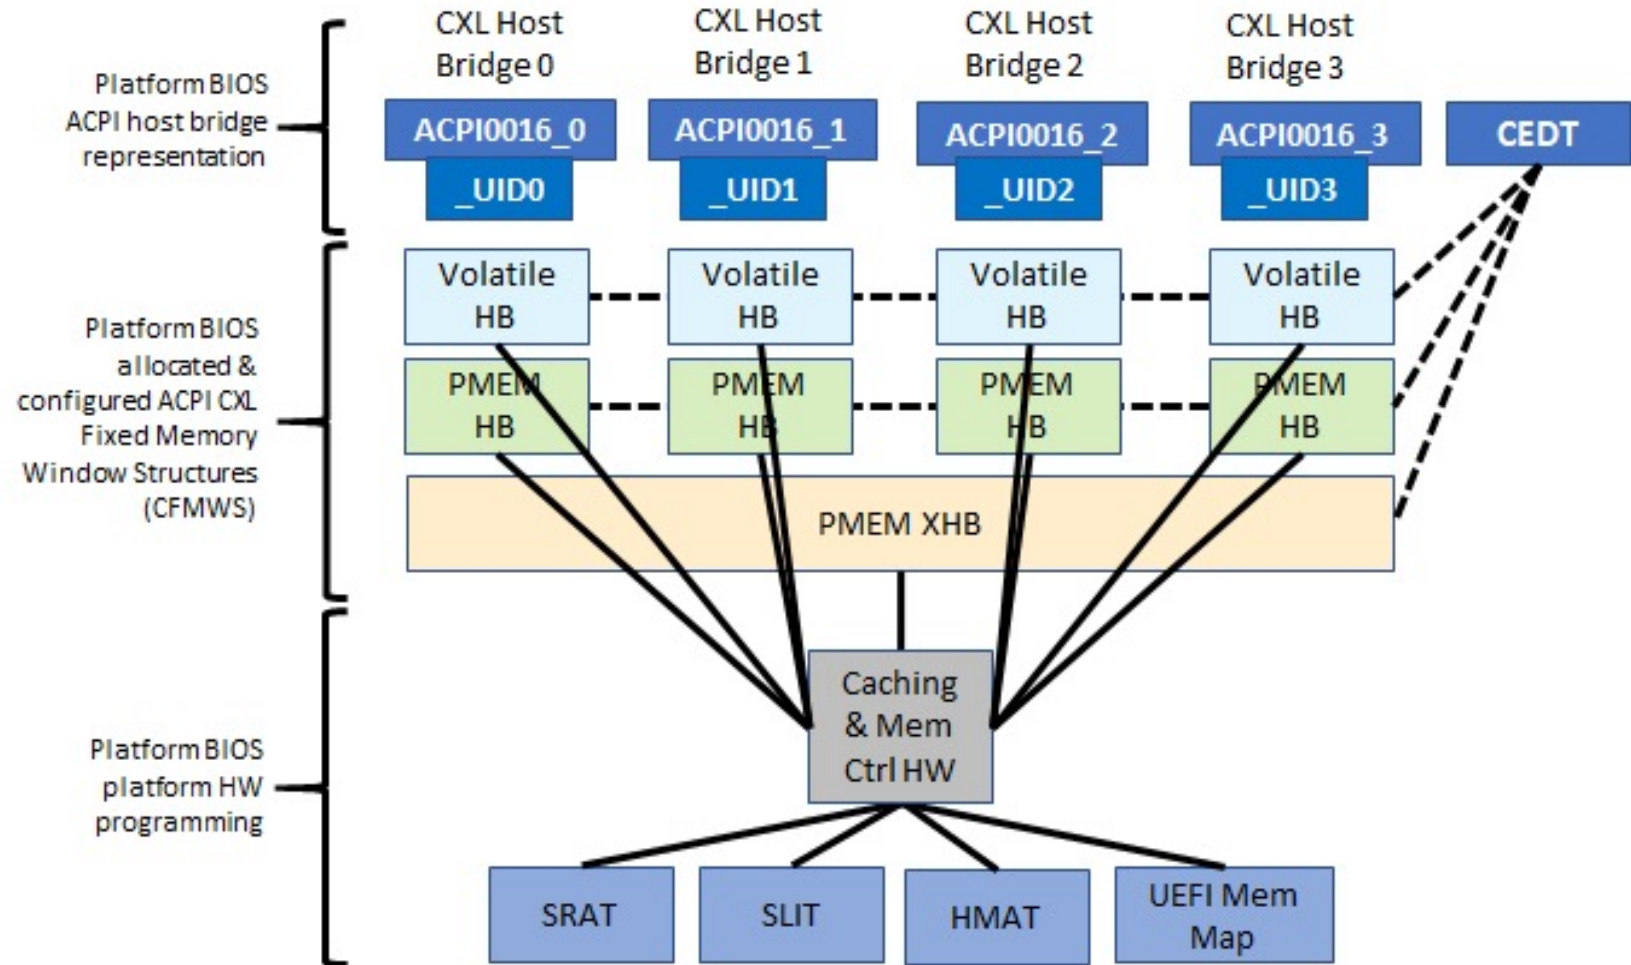 CXL Host
Bridge 0
CXL Host
Bridge 1
CXL Host
Bridge 2
CXL Host
Bridge 3
Platform BIOS
ACPI host bridge
representation
ACPI0016_0
ACPI0016_1
ACPI0016_2
ACPI0016_3
CEDT
_UID0
_UID1
_UID2
_UID3
Platform BIOS
allocated &
configured ACPI CXL
Fixed Memory
Window Structures
(CFMWS)
Volatile
HB
Volatile
HB
Volatile
HB
Volatile
HB
PMEM
HB
PMEM
HB
PMEM
HB
PMEM
HB
PMEM XHB
Platform BIOS
platform HW
programming
Caching
& Mem
Ctrl HW
SRAT
SLIT
HMAT
UEFI Mem
Map